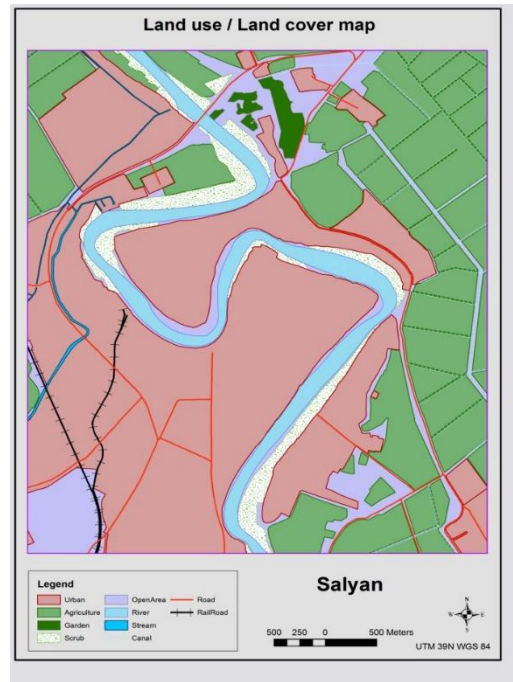 Land use / Land cover map
Legend
Urban
Agriculture
Garden
Scrub
OpenArea
River
Stream
Canal
Road
RailRoad
Salyan
N
W E
S
500 250 0 500 Meters
UTM 39N WGS 84